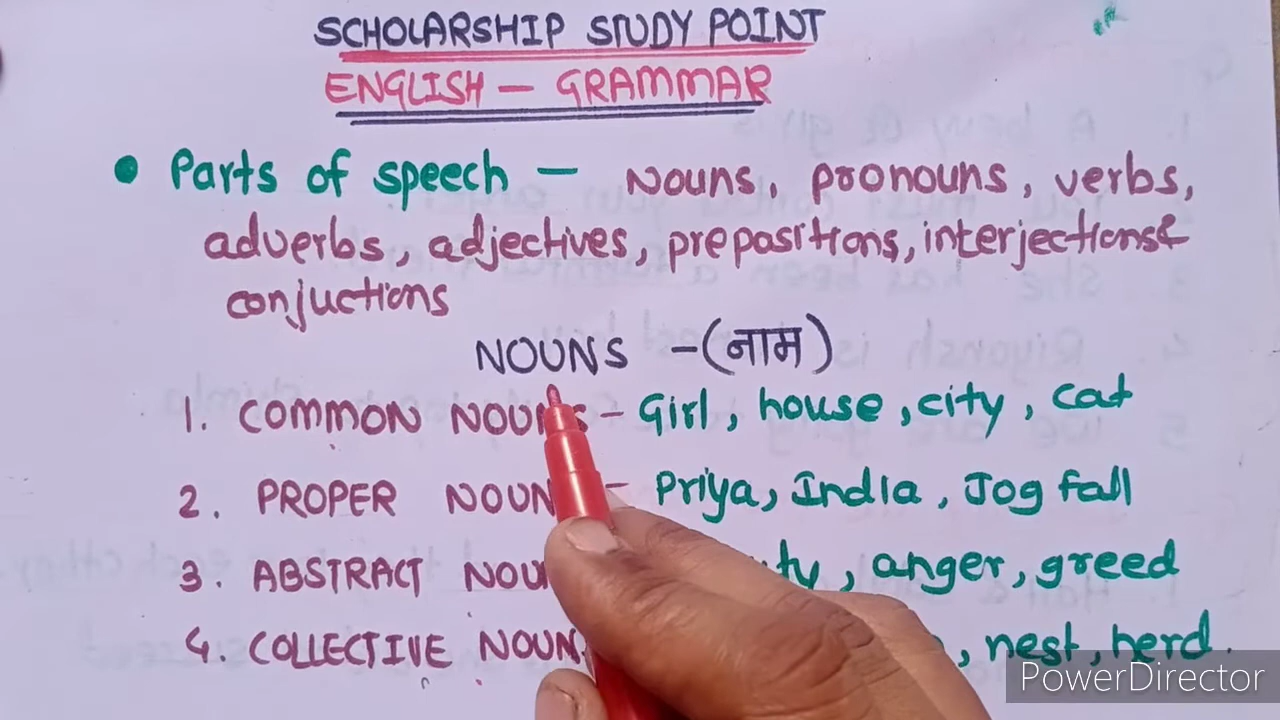 SCHOLARSHIP STUDY POINT
ENGLISH — GRAMMAR
• Parts of speech — Nouns, pronouns, verbs,
adverbs, adjectives, prepositions, interjections &
conjuctions
NOUNS - (नाम)
1. COMMON NOUNS - Girl, house, city, cat
2. PROPER NOUN - Priya, India, Jog fall
3. ABSTRACT , anger, greed
4. COLLECTIVE NOUN , nest, herd.
PowerDirector